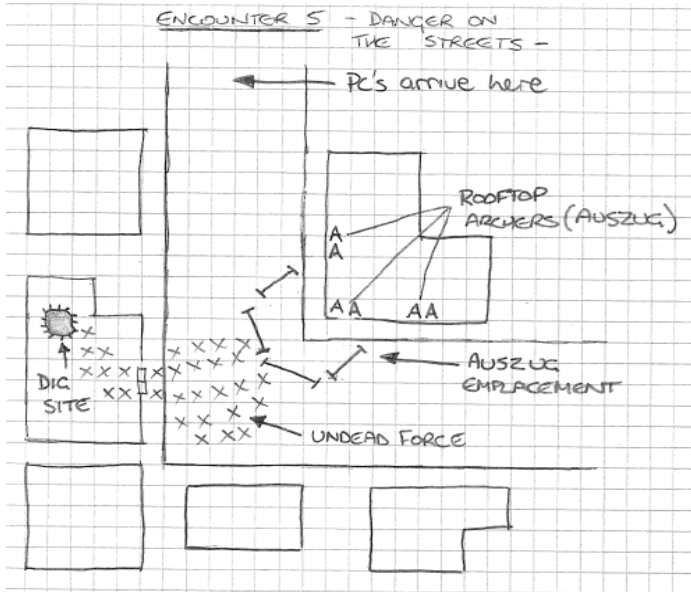 ENCOUNTER 5 - DANGER ON
THE STREETS -
PC's arrive here
ROOFTOP
ARCHERS (AUSZUG)
A
A
AA
AA
DIG
SITE
AUSZUG
EMPLACEMENT
UNDEAD FORCE